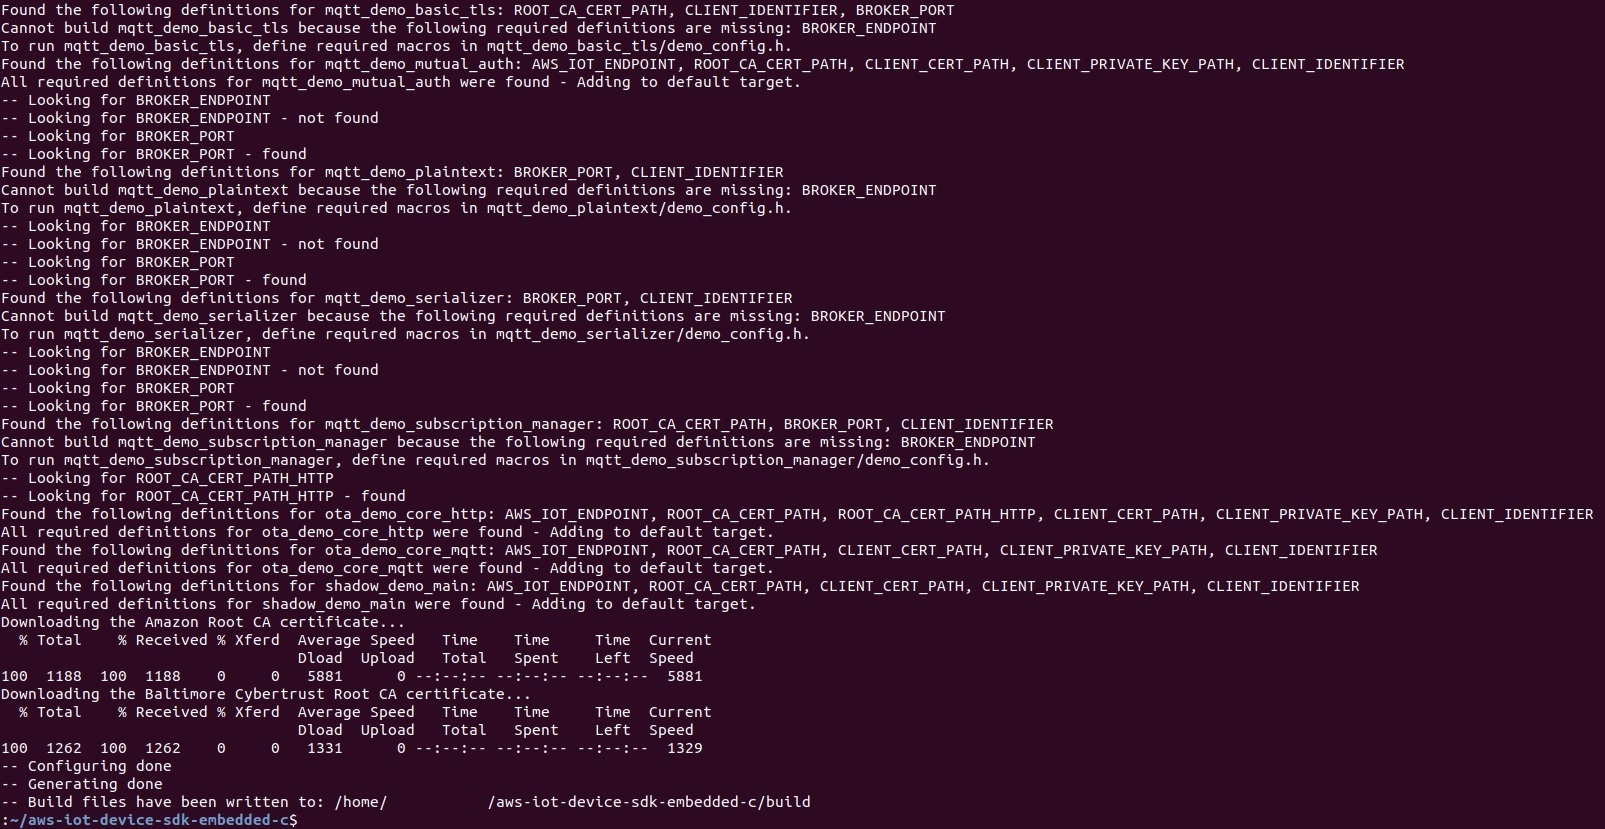 Found the following definitions for mqtt_demo_basic_tls: ROOT_CA_CERT_PATH, CLIENT_IDENTIFIER, BROKER_PORT
Cannot build mqtt_demo_basic_tls because the following required definitions are missing: BROKER_ENDPOINT
To run mqtt_demo_basic_tls, define required macros in mqtt_demo_basic_tls/demo_config.h.
Found the following definitions for mqtt_demo_mutual_auth: AWS_IOT_ENDPOINT, ROOT_CA_CERT_PATH, CLIENT_CERT_PATH, CLIENT_PRIVATE_KEY_PATH, CLIENT_IDENTIFIER
All required definitions for mqtt_demo_mutual_auth were found - Adding to default target.
-- Looking for BROKER_ENDPOINT
-- Looking for BROKER_ENDPOINT - not found
-- Looking for BROKER_PORT
-- Looking for BROKER_PORT - found
Found the following definitions for mqtt_demo_plaintext: BROKER_PORT, CLIENT_IDENTIFIER
Cannot build mqtt_demo_plaintext because the following required definitions are missing: BROKER_ENDPOINT
To run mqtt_demo_plaintext, define required macros in mqtt_demo_plaintext/demo_config.h.
-- Looking for BROKER_ENDPOINT
-- Looking for BROKER_ENDPOINT - not found
-- Looking for BROKER_PORT
-- Looking for BROKER_PORT - found
Found the following definitions for mqtt_demo_serializer: BROKER_PORT, CLIENT_IDENTIFIER
Cannot build mqtt_demo_serializer because the following required definitions are missing: BROKER_ENDPOINT
To run mqtt_demo_serializer, define required macros in mqtt_demo_serializer/demo_config.h.
-- Looking for BROKER_ENDPOINT
-- Looking for BROKER_ENDPOINT - not found
-- Looking for BROKER_PORT
-- Looking for BROKER_PORT - found
Found the following definitions for mqtt_demo_subscription_manager: ROOT_CA_CERT_PATH, BROKER_PORT, CLIENT_IDENTIFIER
Cannot build mqtt_demo_subscription_manager because the following required definitions are missing: BROKER_ENDPOINT
To run mqtt_demo_subscription_manager, define required macros in mqtt_demo_subscription_manager/demo_config.h.
-- Looking for ROOT_CA_CERT_PATH_HTTP
-- Looking for ROOT_CA_CERT_PATH_HTTP - found
Found the following definitions for ota_demo_core_http: AWS_IOT_ENDPOINT, ROOT_CA_CERT_PATH, ROOT_CA_CERT_PATH_HTTP, CLIENT_CERT_PATH, CLIENT_PRIVATE_KEY_PATH, CLIENT_IDENTIFIER
All required definitions for ota_demo_core_http were found - Adding to default target.
Found the following definitions for ota_demo_core_mqtt: AWS_IOT_ENDPOINT, ROOT_CA_CERT_PATH, CLIENT_CERT_PATH, CLIENT_PRIVATE_KEY_PATH, CLIENT_IDENTIFIER
All required definitions for ota_demo_core_mqtt were found - Adding to default target.
Found the following definitions for shadow_demo_main: AWS_IOT_ENDPOINT, ROOT_CA_CERT_PATH, CLIENT_CERT_PATH, CLIENT_PRIVATE_KEY_PATH, CLIENT_IDENTIFIER
All required definitions for shadow_demo_main were found - Adding to default target.
Downloading the Amazon Root CA certificate...
  % Total    % Received % Xferd  Average Speed   Time    Time     Time  Current
                                 Dload  Upload   Total   Spent    Left  Speed
100  1188  100  1188    0     0   5881      0 --:--:-- --:--:-- --:--:--  5881
Downloading the Baltimore Cybertrust Root CA certificate...
  % Total    % Received % Xferd  Average Speed   Time    Time     Time  Current
                                 Dload  Upload   Total   Spent    Left  Speed
100  1262  100  1262    0     0   1331      0 --:--:-- --:--:-- --:--:--  1329
-- Configuring done
-- Generating done
-- Build files have been written to: /home/           /aws-iot-device-sdk-embedded-c/build
:~/aws-iot-device-sdk-embedded-c$